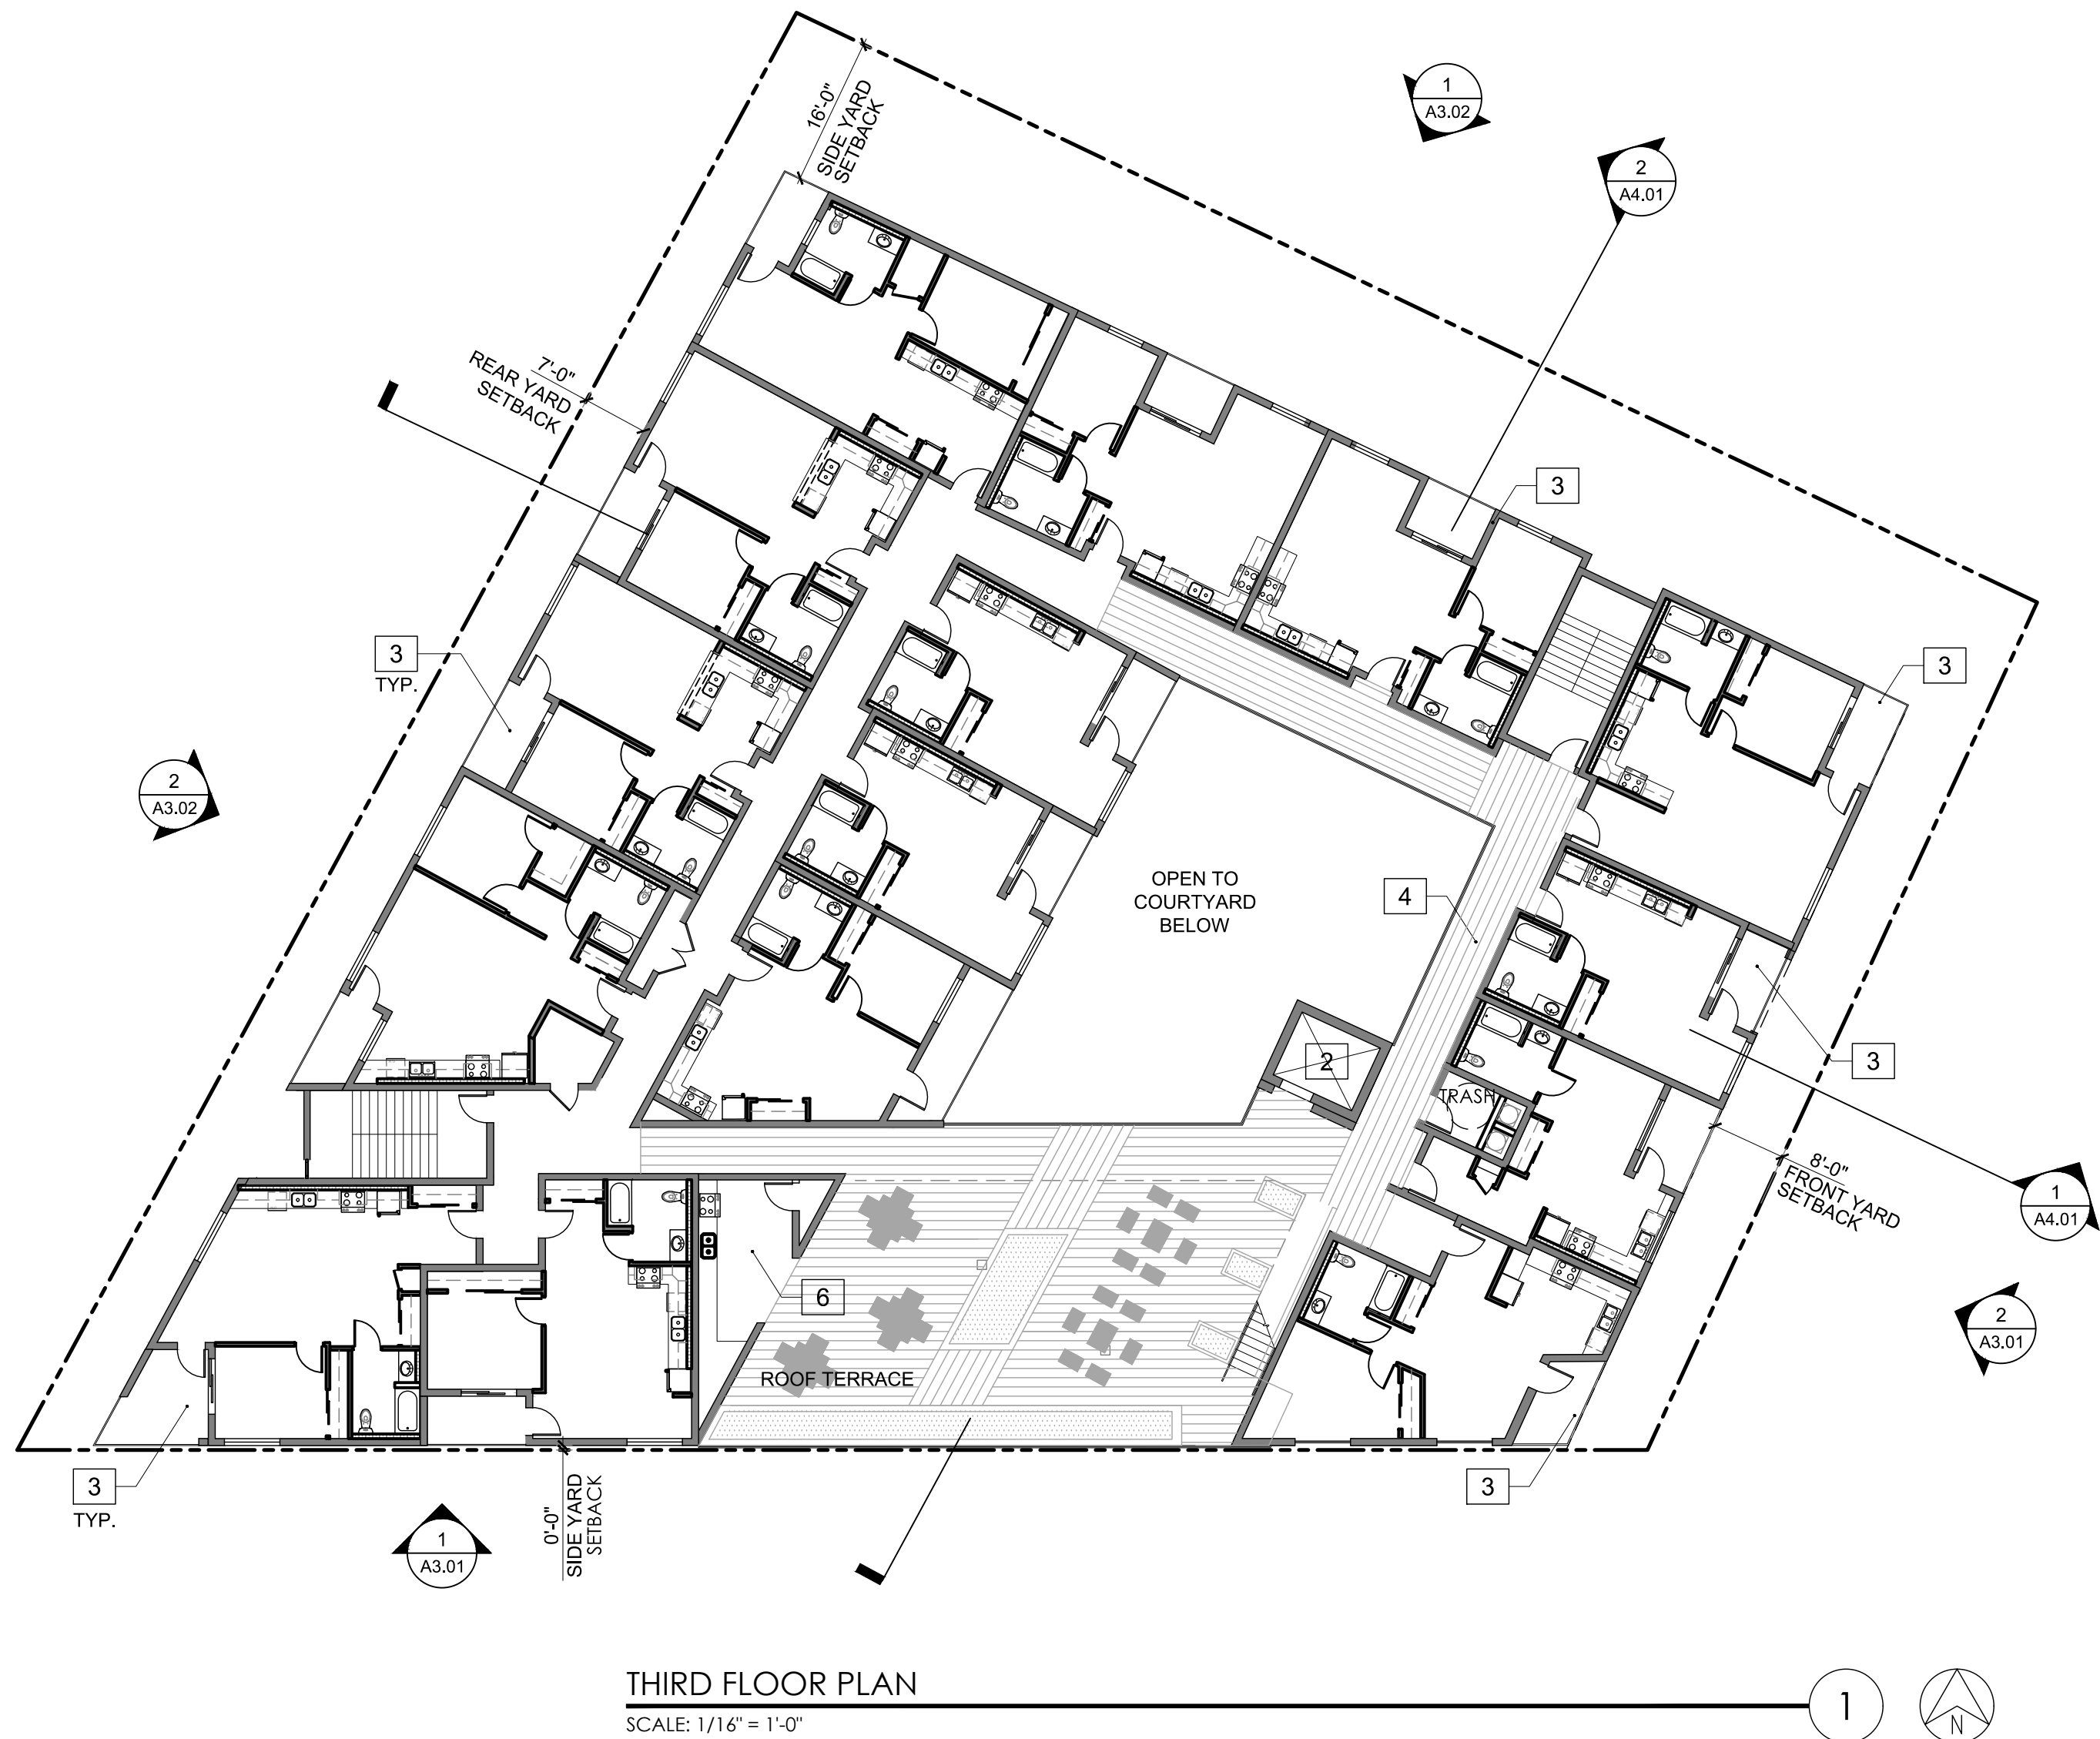 1
A3.02
2
A4.01
16'-0"
SIDE YARD
SETBACK
7'-0"
REAR YARD
SETBACK
3
3
TYP.
3
2
A3.02
OPEN TO
COURTYARD
BELOW
4
2
3
TRASH
8'-0"
FRONT YARD
SETBACK
1
A4.01
6
2
A3.01
ROOF TERRACE
3
TYP.
3
0'-0"
SIDE YARD
SETBACK
1
A3.01
THIRD FLOOR PLAN
SCALE: 1/16" = 1'-0"
1
N